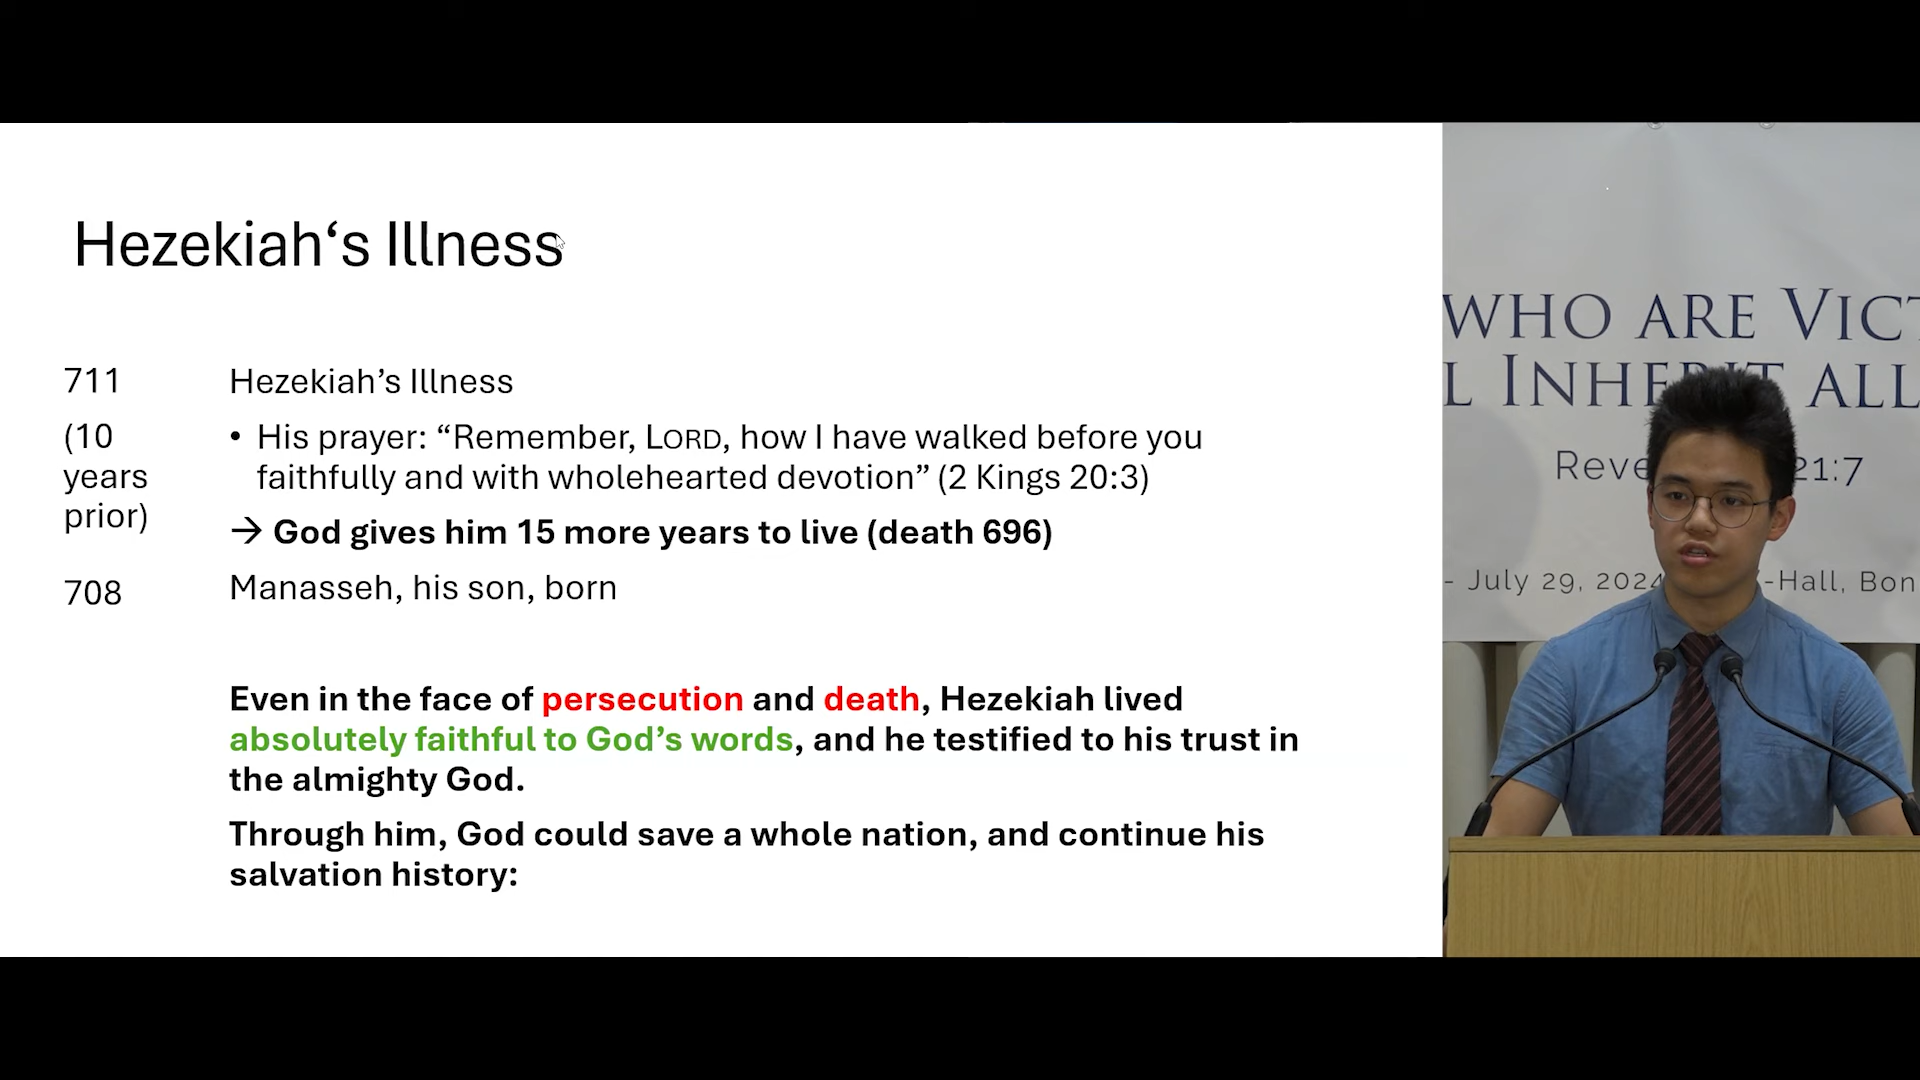 Hezekiah‘s Illness
711
Hezekiah’s Illness
(10
years
prior)
• His prayer: “Remember, LORD, how I have walked before you
faithfully and with wholehearted devotion” (2 Kings 20:3)
→ God gives him 15 more years to live (death 696)
708
Manasseh, his son, born
Even in the face of persecution and death, Hezekiah lived
absolutely faithful to God’s words, and he testified to his trust in
the almighty God.
Through him, God could save a whole nation, and continue his
salvation history:
WHO ARE VICT
L INHERIT ALL
Reve 21:7
- July 29, 2024 -Hall, Bon